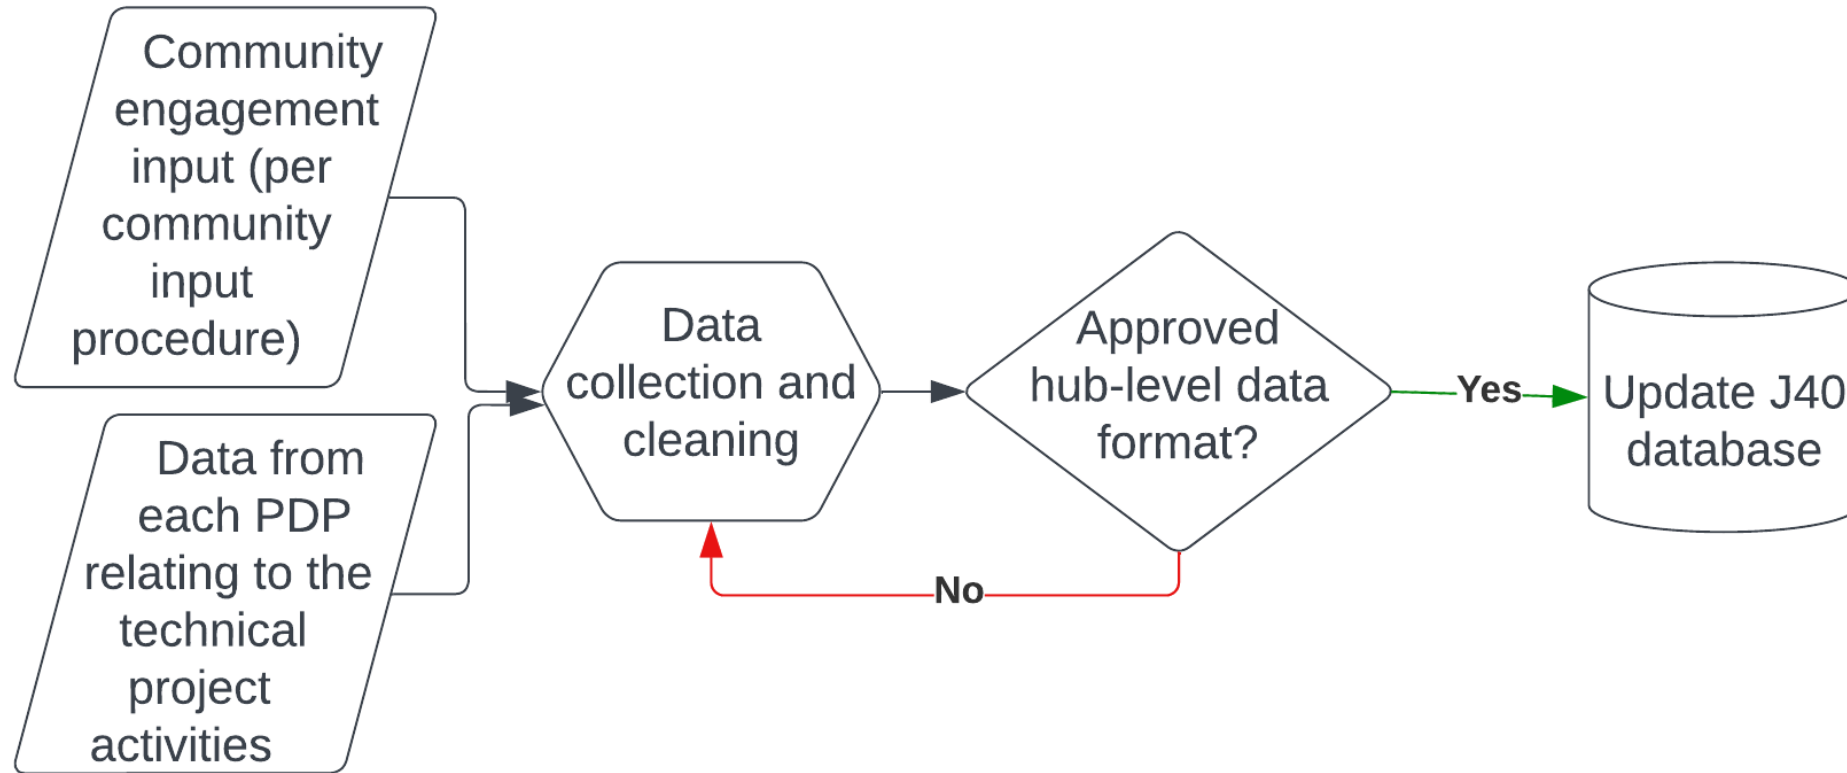 Community
engagement
input (per
community
input
procedure)
Data from
each PDP
relating to the
technical
project
activities
Data
collection and
cleaning
Approved
hub-level data
format?
Yes
No
Update J40
database